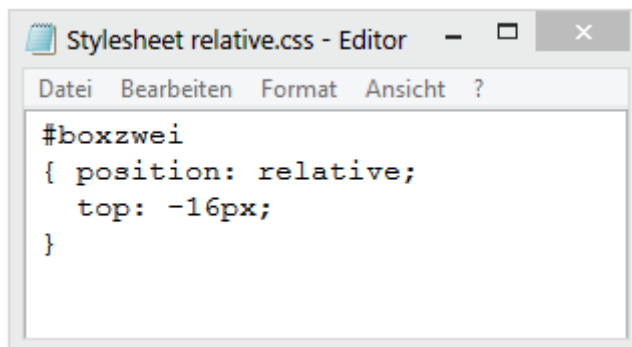 Stylesheet relative.css - Editor
Datei Bearbeiten Format Ansicht ?
#boxzwei
{ position: relative;
  top: -16px;
}